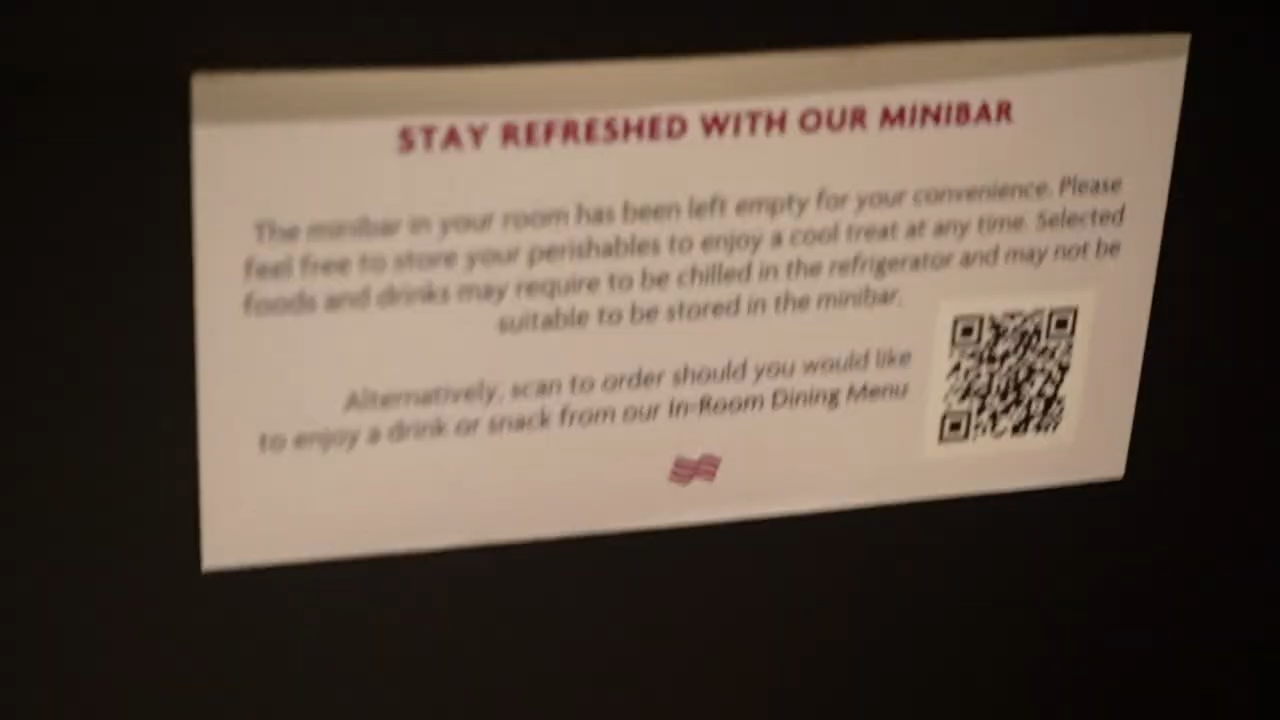 STAY REFRESHED WITH OUR MINIBAR
The minibar in your room has been left empty for your convenience. Please
feel free to store your perishables to enjoy a cool treat at any time. Selected
foods and drinks may require to be chilled in the refrigerator and may not be
suitable to be stored in the minibar.
Alternatively, scan to order should you would like
to enjoy a drink or snack from our In-Room Dining Menu